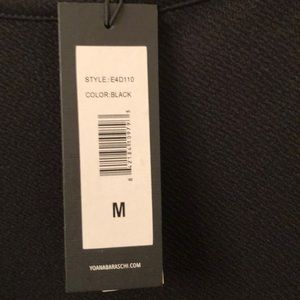 STYLE: E4D110
COLOR: BLACK
M
YOANABARASCHI.COM